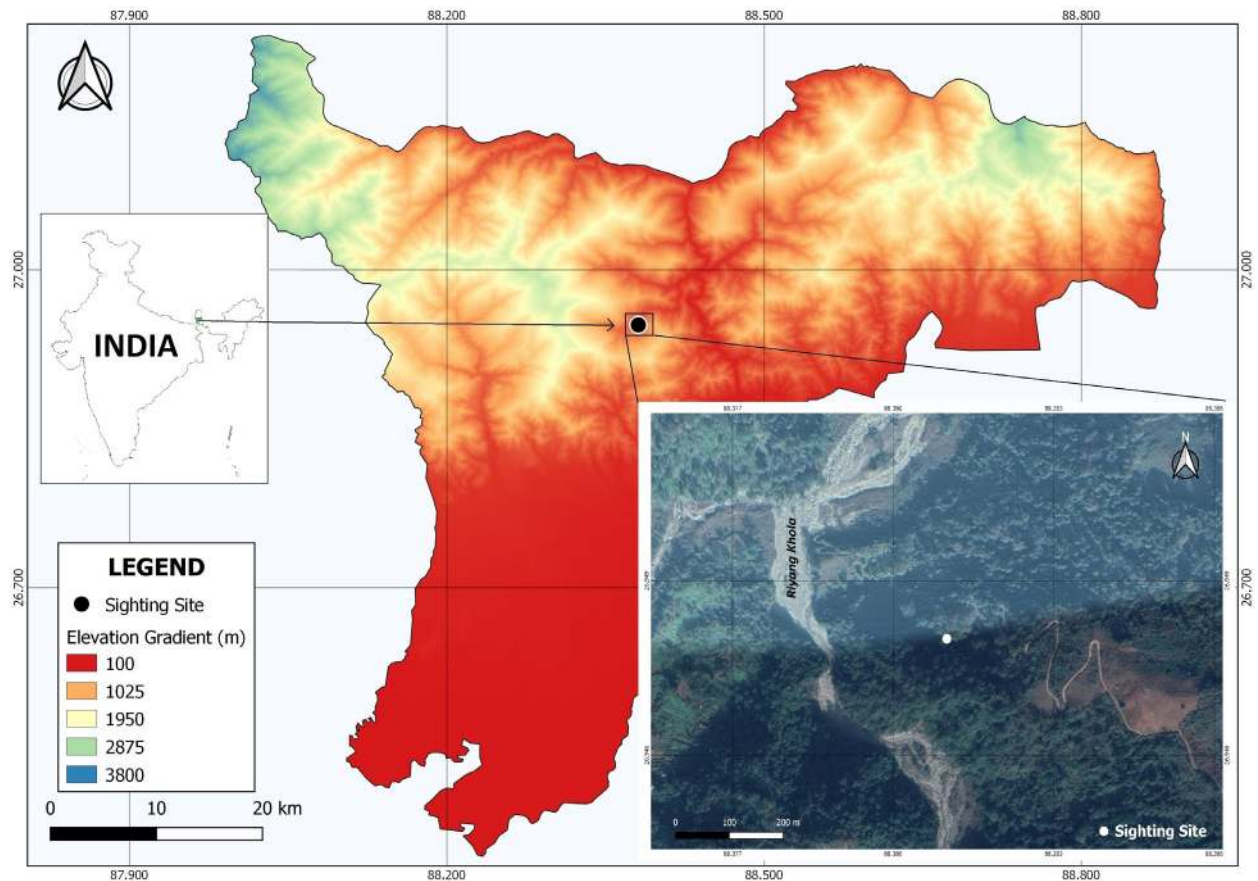 87.900 88.200 88.500 88.800
27.000 27.000
INDIA
26.700 26.700
LEGEND
Sighting Site
Elevation Gradient (m)
100
1025
1950
2875
3800
0 10 20 km
N
Riyang Khola
0 100 200 m
Sighting Site
88.377
87.900 88.200 88.500 88.800